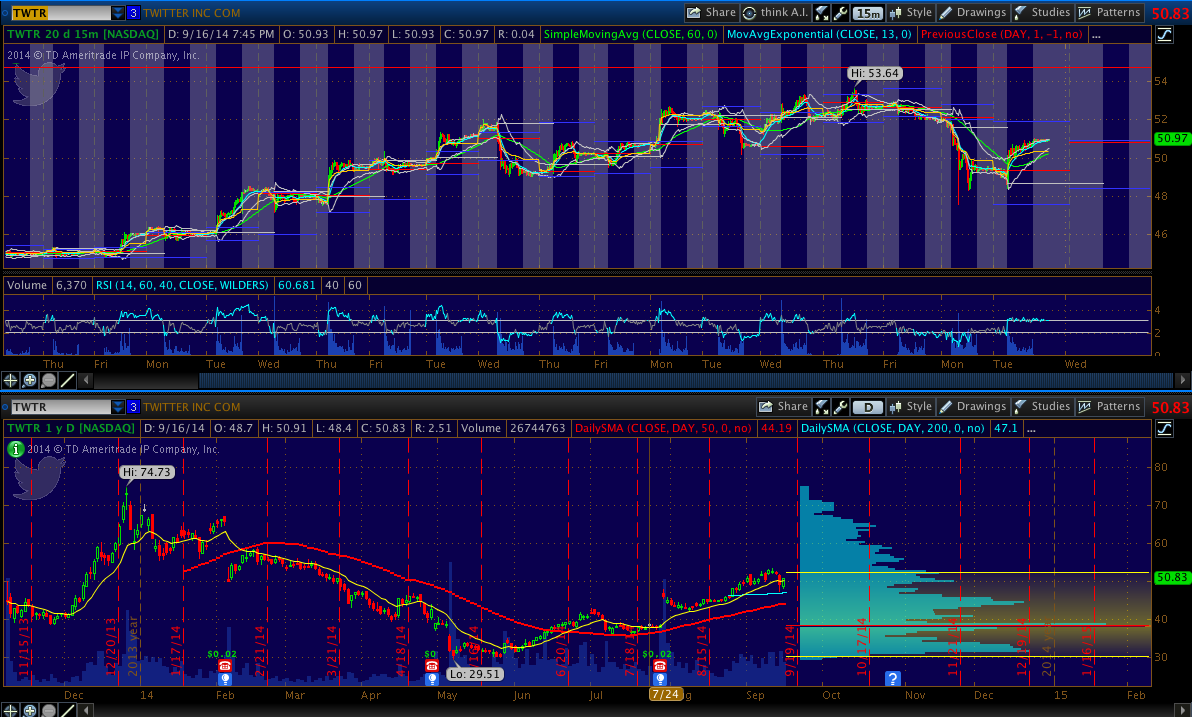 TWTR 3 TWITTER INC COM Share think A.I. 15m Style Drawings Studies Patterns 50.83
TWTR 20 d 15m [NASDAQ] D: 9/16/14 7:45 PM O: 50.93 H: 50.97 L: 50.93 C: 50.97 R: 0.04 SimpleMovingAvg (CLOSE, 60, 0) MovAvgExponential (CLOSE, 13, 0) PreviousClose (DAY, 1, -1, no) ...
2014 © TD Ameritrade IP Company, Inc.
Hi: 53.64
54
52
50.97
50
48
46
Volume 6,370 RSI (14, 60, 40, CLOSE, WILDERS) 60.681 40 60
4
2
0
Thu Fri Mon Tue Wed Thu Fri Tue Wed Thu Fri Mon Tue Wed Thu Fri Mon Tue Wed
TWTR 3 TWITTER INC COM Share D Style Drawings Studies Patterns 50.83
TWTR 1 y D [NASDAQ] D: 9/16/14 O: 48.7 H: 50.91 L: 48.4 C: 50.83 R: 2.51 Volume 26744763 DailySMA (CLOSE, DAY, 50, 0, no) 44.19 DailySMA (CLOSE, DAY, 200, 0, no) 47.1 ...
i 2014 © TD Ameritrade IP Company, Inc.
Hi: 74.73
80
70
60
50.83
40
30
11/15/13 12/20/13 2013 year 1/17/14 3/21/14 4/18/14 6/20/14 7/18/14 8/15/14 9/19/14 10/17/14 1/16/15
$0.02 $0 $0.02
Lo: 29.51
?
Dec 14 Feb Mar Apr May Jun Jul 7/24 Sep Oct Nov Dec 15 Feb